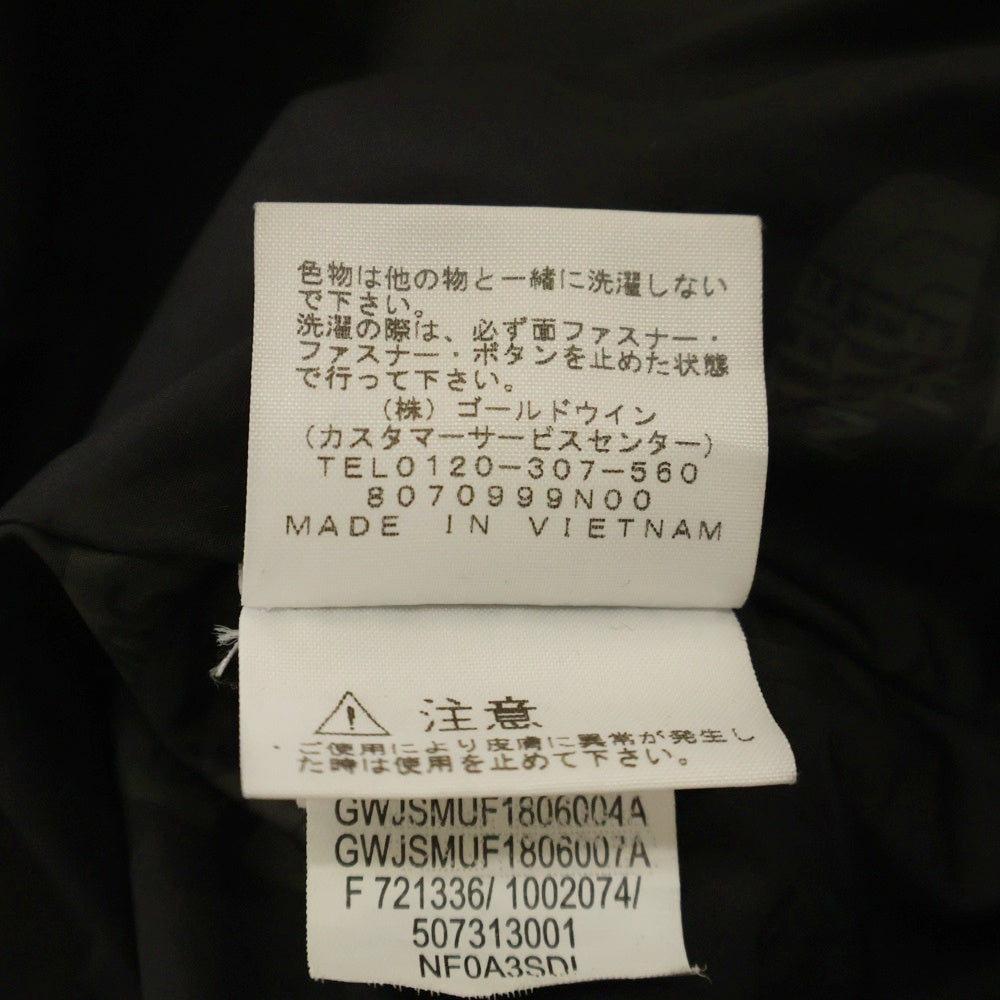 色物は他の物と一緒に洗濯しない
で下さい。
洗濯の際は、必ず面ファスナー・
ファスナー・ボタンを止めた状態
で行って下さい。
（株）ゴールドウイン
（カスタマーサービスセンター）
TEL0120-307-560
8070999N00
MADE IN VIETNAM
注意
ご使用により皮膚に異常が発生し
た時は使用を止めて下さい。
GWJSMUF1806004A
GWJSMUF1806007A
F 721336/ 1002074/
507313001